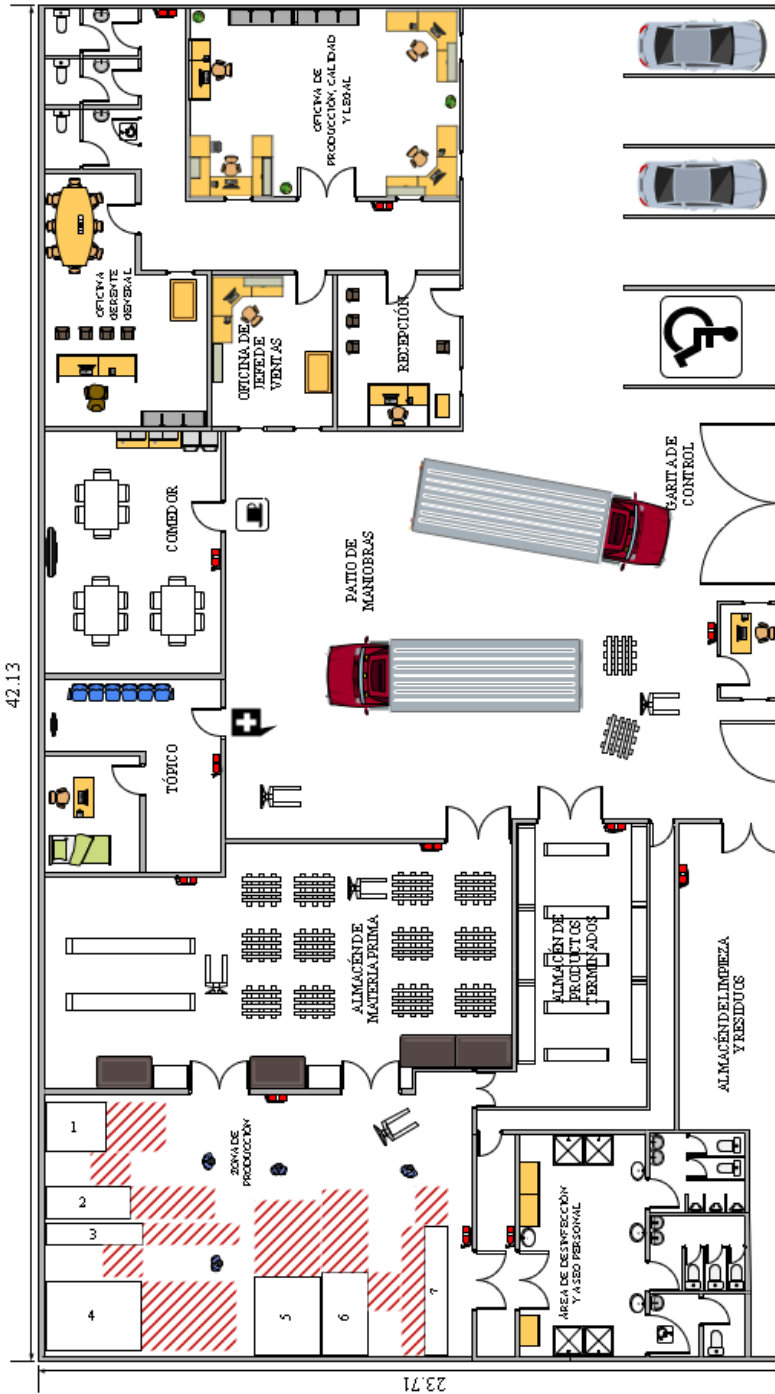 42.13
OFICINA DE
PRODUCCIÓN, CALIDAD
Y LEGAL
OFICINA
GERENTE
GENERAL
OFICINA DE
JEFE DE
VENTAS
RECEPCIÓN
COMEDOR
GARITA DE
CONTROL
PATIO DE
MANIOBRAS
TÓPICO
ALMACÉN DE
MATERIA PRIMA
ALMACÉN DE
PRODUCTOS
TERMINADOS
ALMACÉN DE LIMPIEZA
Y RESIDUOS
ZONA DE
PRODUCCIÓN
1
2
3
4
5
6
7
ÁREA DE DESINFECCIÓN
Y ASEO PERSONAL
23.71